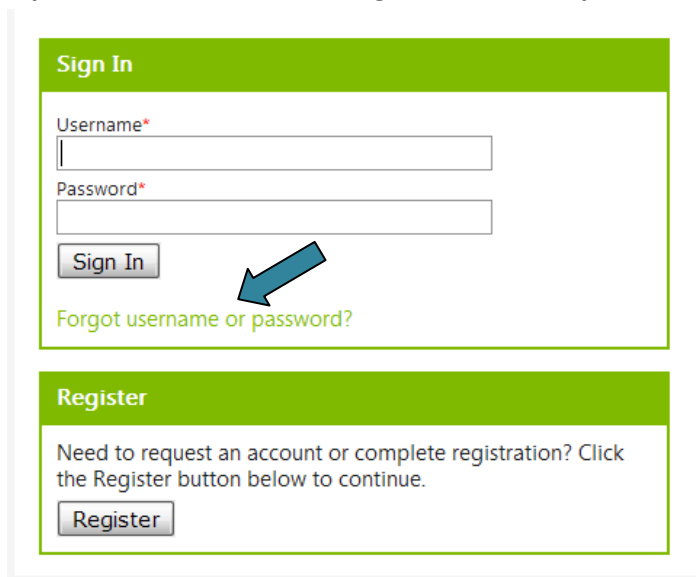 Sign In
Username*
Password*
Sign In
Forgot username or password?
Register
Need to request an account or complete registration? Click
the Register button below to continue.
Register